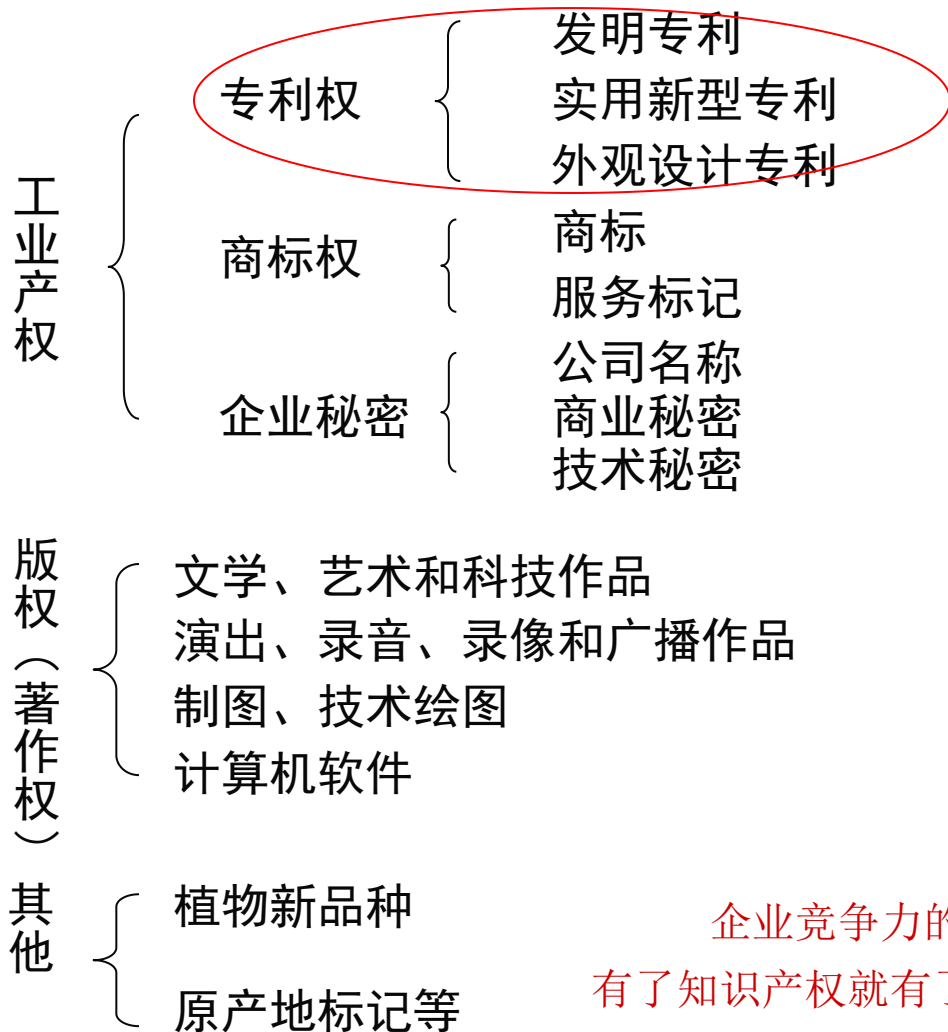 工业产权
专利权
发明专利
实用新型专利
外观设计专利
商标权
商标
服务标记
企业秘密
公司名称
商业秘密
技术秘密
版权（著作权）
文学、艺术和科技作品
演出、录音、录像和广播作品
制图、技术绘图
计算机软件
其他
植物新品种
原产地标记等
企业竞争力的
有了知识产权就有了